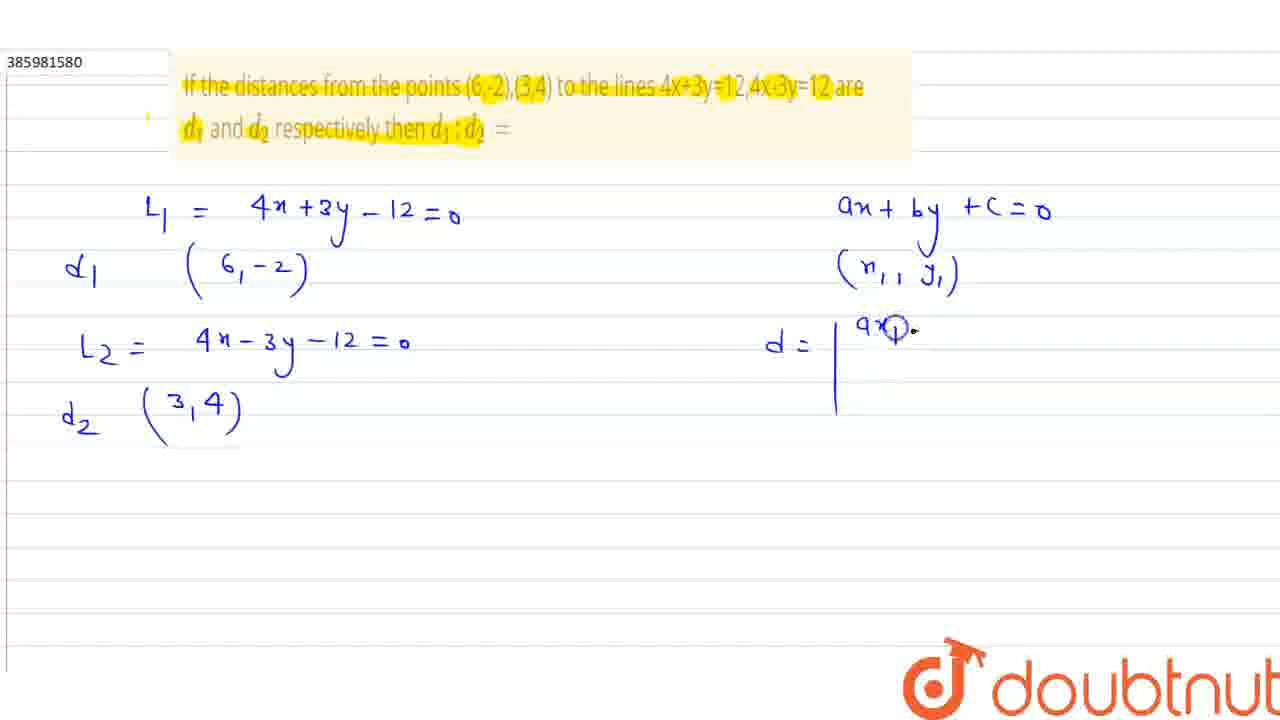 385981580
If the distances from the points (6,-2),(3,4) to the lines 4x+3y=12,4x-3y=12 are
d₁ and d₂ respectively then d₁ : d₂ =
L₁ = 4x + 3y - 12 = 0
d₁ (6, -2)
L₂ = 4x - 3y - 12 = 0
d₂ (3, 4)
ax + by + c = 0
(x₁, y₁)
d = | ax₁
doubtnut